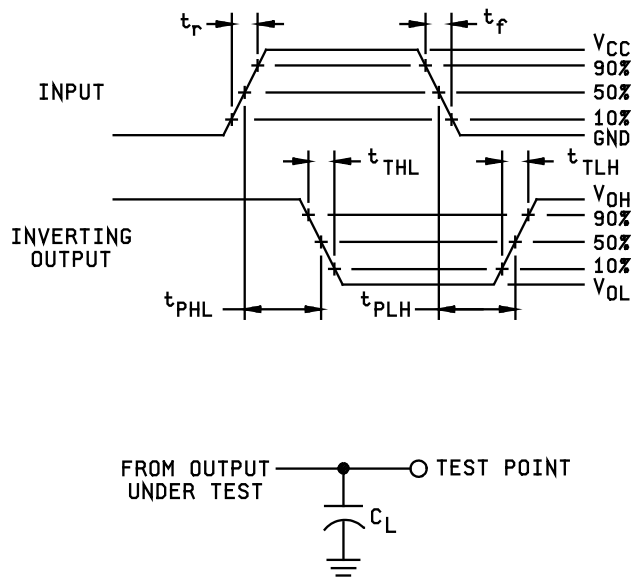 tr
tf
VCC
90%
INPUT
50%
10%
GND
tTHL
tTLH
VOH
90%
INVERTING
OUTPUT
50%
10%
VOL
tPHL
tPLH
FROM OUTPUT
UNDER TEST
TEST POINT
CL